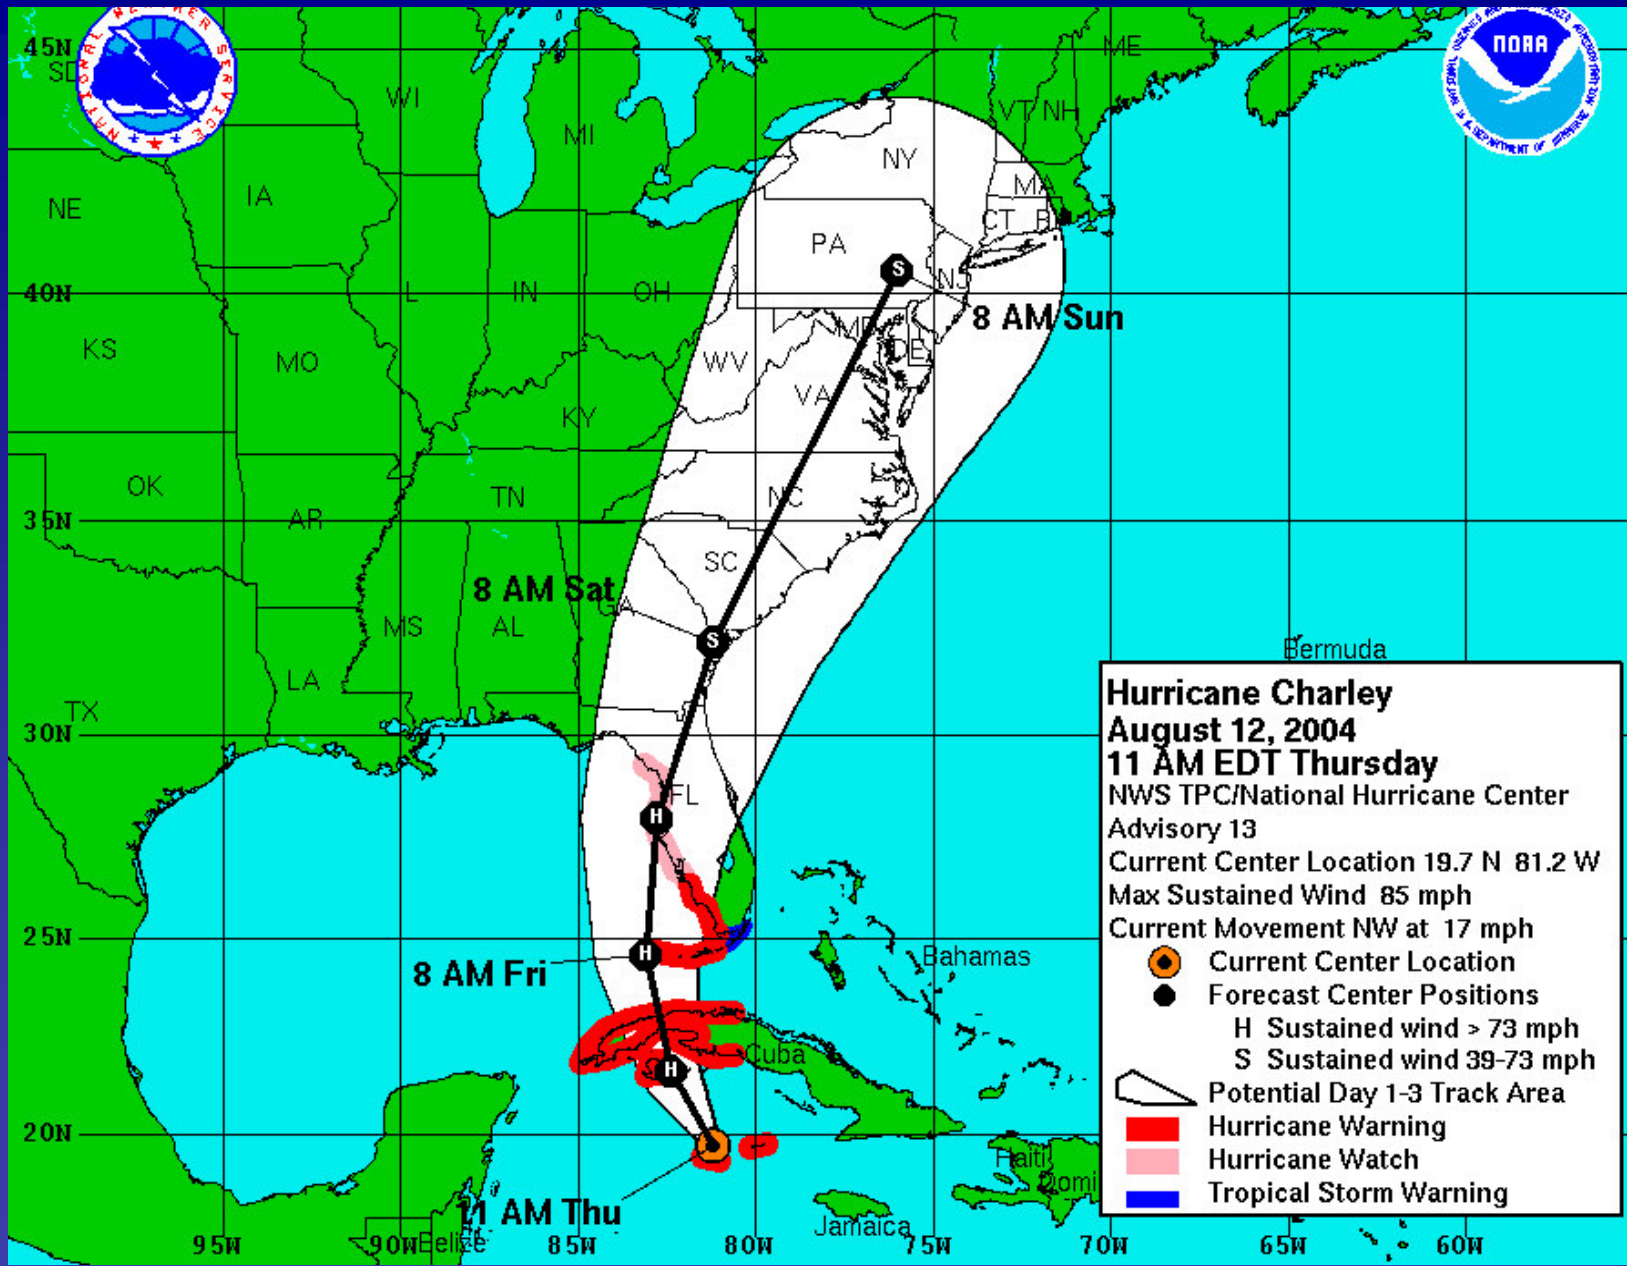 NATIONAL WEATHER SERVICE
NOAA
45N
SD
WI
MI
VT
NH
ME
NY
MA
CT
NE
IA
PA
NJ
40N
IN
OH
8 AM Sun
KS
MO
WV
DE
VA
KY
OK
TN
NC
35N
AR
SC
8 AM Sat
GA
MS
AL
LA
TX
Bermuda
30N
FL
25N
8 AM Fri
Bahamas
Cuba
20N
Haiti
Domi
11 AM Thu
Jamaica
Belize
95W
90W
85W
80W
75W
70W
65W
60W
Hurricane Charley
August 12, 2004
11 AM EDT Thursday
NWS TPC/National Hurricane Center
Advisory 13
Current Center Location 19.7 N 81.2 W
Max Sustained Wind 85 mph
Current Movement NW at 17 mph
Current Center Location
Forecast Center Positions
H Sustained wind > 73 mph
S Sustained wind 39-73 mph
Potential Day 1-3 Track Area
Hurricane Warning
Hurricane Watch
Tropical Storm Warning
S
S
H
H
H